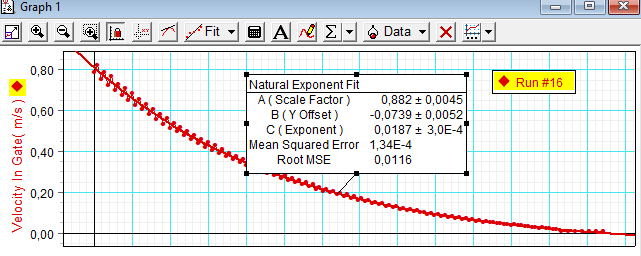 Graph 1
Fit
Σ
Data
0,80
0,60
0,40
0,20
0,00
Velocity In Gate( m/s )
Natural Exponent Fit
A ( Scale Factor ) 0,882 ± 0,0045
B ( Y Offset ) -0,0739 ± 0,0052
C ( Exponent ) 0,0187 ± 3,0E-4
Mean Squared Error 1,34E-4
Root MSE 0,0116
Run #16